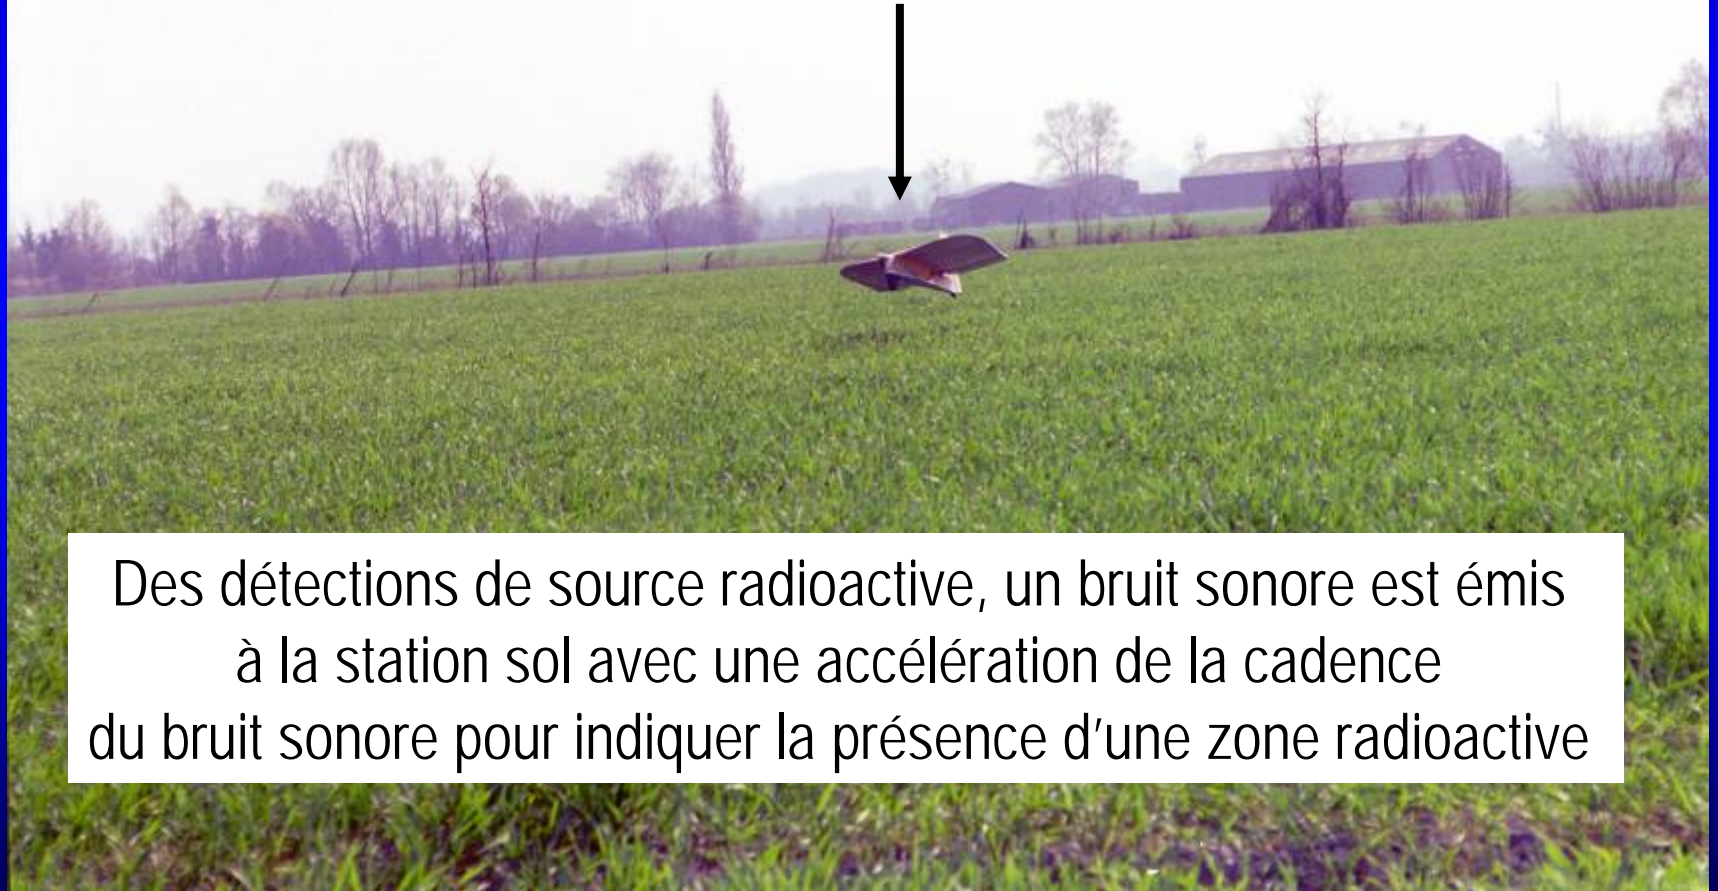 Des détections de source radioactive, un bruit sonore est émis
à la station sol avec une accélération de la cadence
du bruit sonore pour indiquer la présence d’une zone radioactive